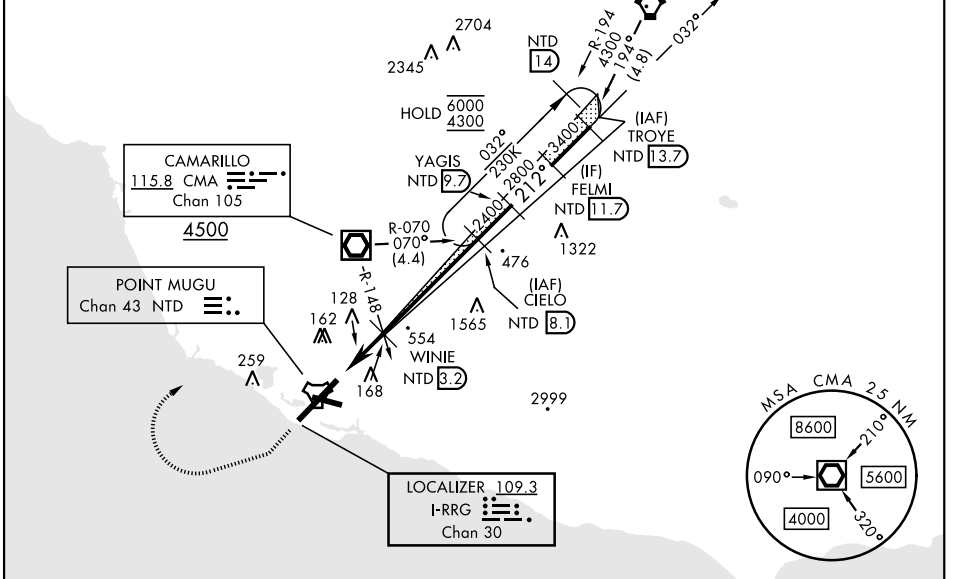 2704
2345
NTD
14
R-194
4300
194°
(4.8)
032°
HOLD 6000
4300
032°
230K
3400
2800
2400
212°
(IAF)
TROYE
NTD 13.7
YAGIS
NTD 9.7
(IF)
FELMI
NTD 11.7
CAMARILLO
115.8 CMA
Chan 105
4500
R-070
070°
(4.4)
1322
476
POINT MUGU
Chan 43 NTD
R-148
128
162
(IAF)
CIELO
NTD 8.1
1565
554
WINIE
NTD 3.2
259
168
2999
MSA CMA 25 NM
8600
210°
090°
5600
4000
320°
LOCALIZER 109.3
I-RRG
Chan 30